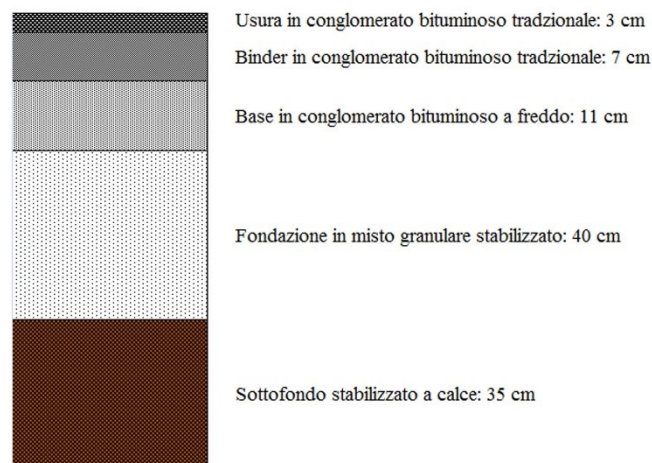 Usura in conglomerato bituminoso tradzionale: 3 cm
Binder in conglomerato bituminoso tradzionale: 7 cm
Base in conglomerato bituminoso a freddo: 11 cm
Fondazione in misto granulare stabilizzato: 40 cm
Sottofondo stabilizzato a calce: 35 cm